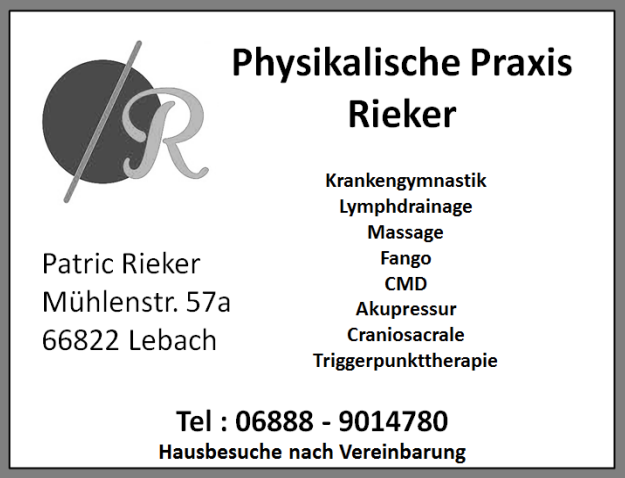 Physikalische Praxis
Rieker
R
Krankengymnastik
Lymphdrainage
Massage
Fango
CMD
Akupressur
Craniosacrale
Triggerpunkttherapie
Patric Rieker
Mühlenstr. 57a
66822 Lebach
Tel : 06888 - 9014780
Hausbesuche nach Vereinbarung